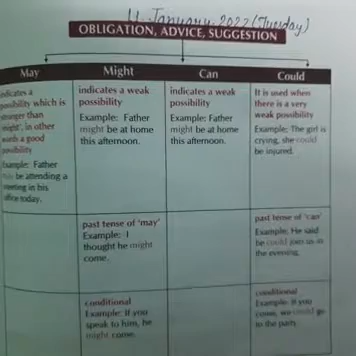 11 January 2022 (Tuesday)
OBLIGATION, ADVICE, SUGGESTION
May
Might
Can
Could
indicates a
possibility which is
stronger than
might', in other
words a good
possibility
Example: Father
may be attending a
meeting in his
office today.
indicates a weak
possibility
Example: Father
might be at home
this afternoon.
indicates a weak
possibility
Example: Father
might be at home
this afternoon.
It is used when
there is a very
weak possibility
Example: The girl is
crying, she could
be injured.
past tense of 'may'
Example: I
thought he might
come.
past tense of 'can'
Example: He said
he could join us in
the evening.
conditional
Example: If you
speak to him, he
might come.
conditional
Example: If you
come, we could go
to the party.